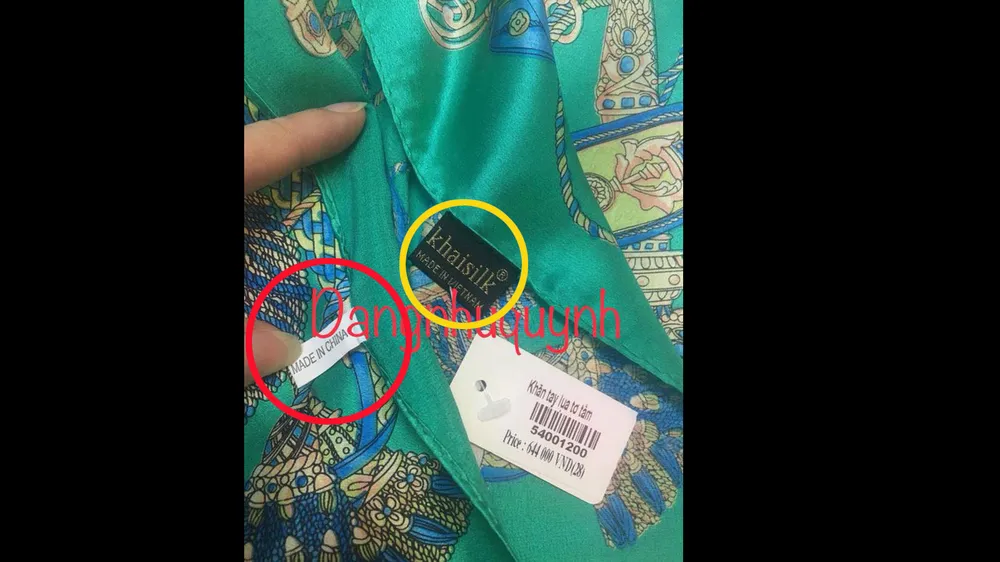 khaisilk®
MADE IN VIETNAM
Dangnhuquynh
MADE IN CHINA
Khăn tay lụa tơ tằm
54001200
Price : 644 000 VND(28)